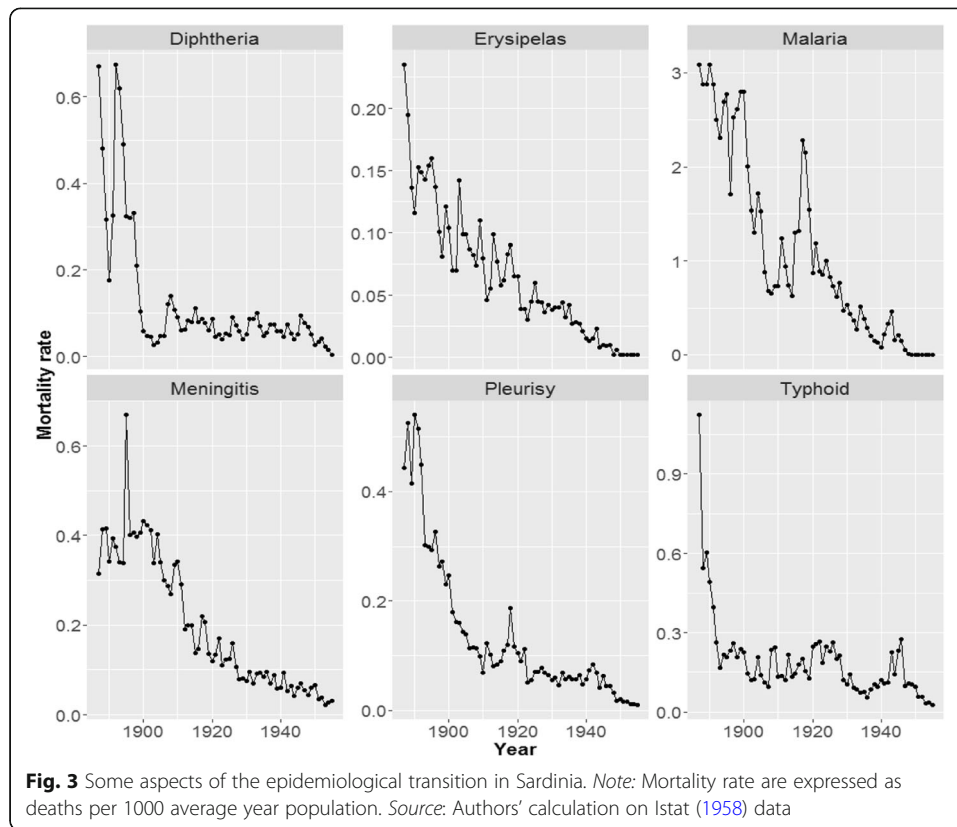 Diphtheria
Erysipelas
Malaria
0.6
0.4
0.2
0.0
0.20
0.15
0.10
0.05
0.00
3
2
1
0
Mortality rate
Meningitis
Pleurisy
Typhoid
0.6
0.4
0.2
0.0
0.4
0.2
0.0
0.9
0.6
0.3
0.0
1900 1920 1940
1900 1920 1940
1900 1920 1940
Year
Fig. 3 Some aspects of the epidemiological transition in Sardinia. Note: Mortality rate are expressed as
deaths per 1000 average year population. Source: Authors' calculation on Istat (1958) data